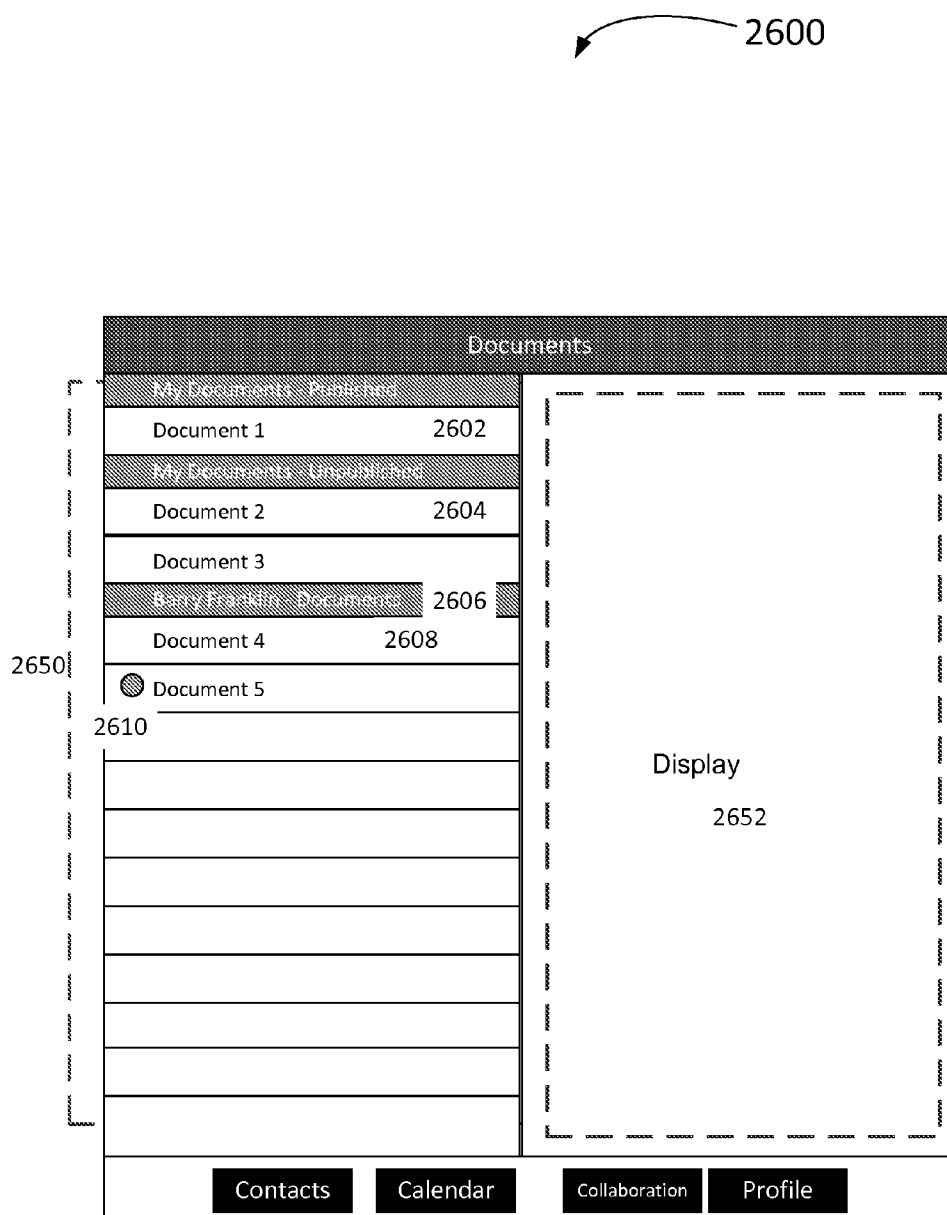 2600
Documents
My Documents - Published
Document 1 2602
My Documents - Unpublished
Document 2 2604
Document 3
Barry Franklin - Documents 2606
Document 4 2608
2650
Document 5
2610
Display
2652
Contacts Calendar Collaboration Profile